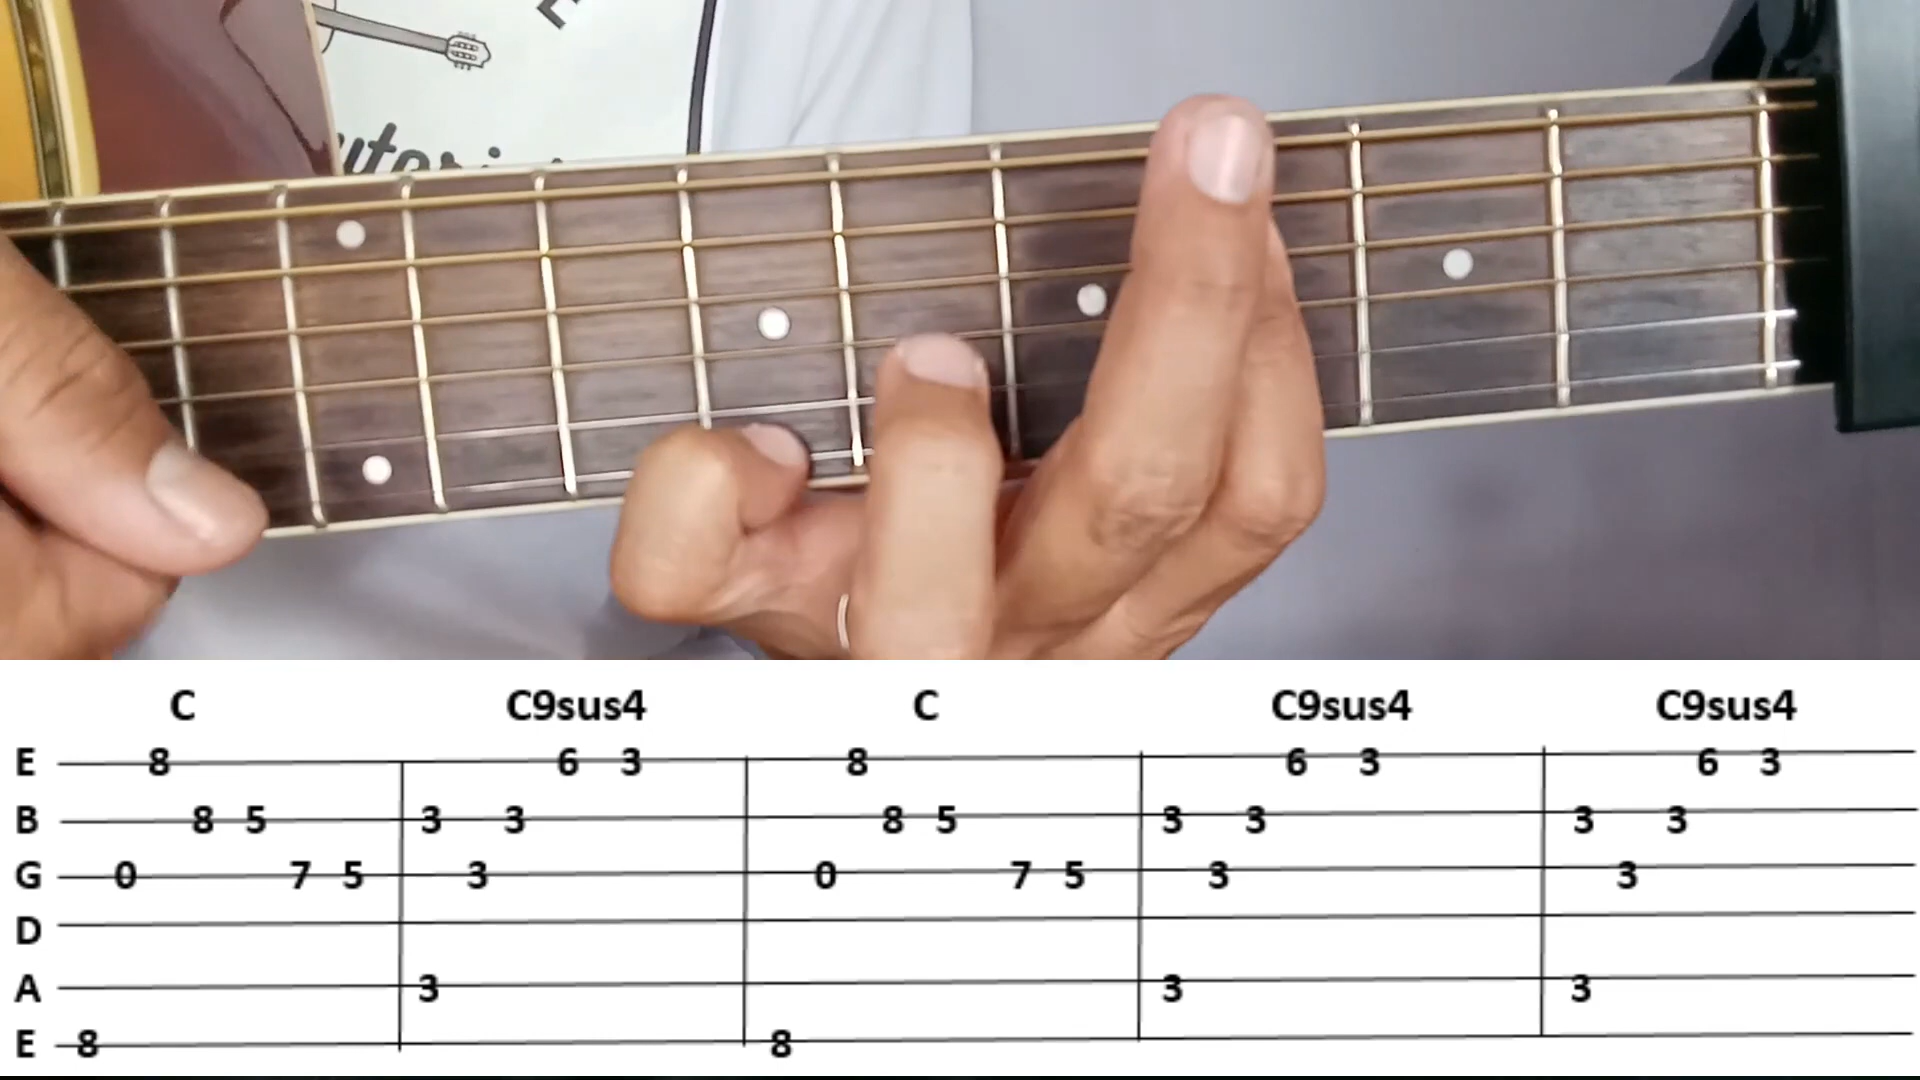 E
utori
C C9sus4 C C9sus4 C9sus4
E 8 6 3 8 6 3 6 3
B 8 5 3 3 8 5 3 3 3 3
G 0 7 5 3 0 7 5 3 3
D
A 3 3 3
E 8 8